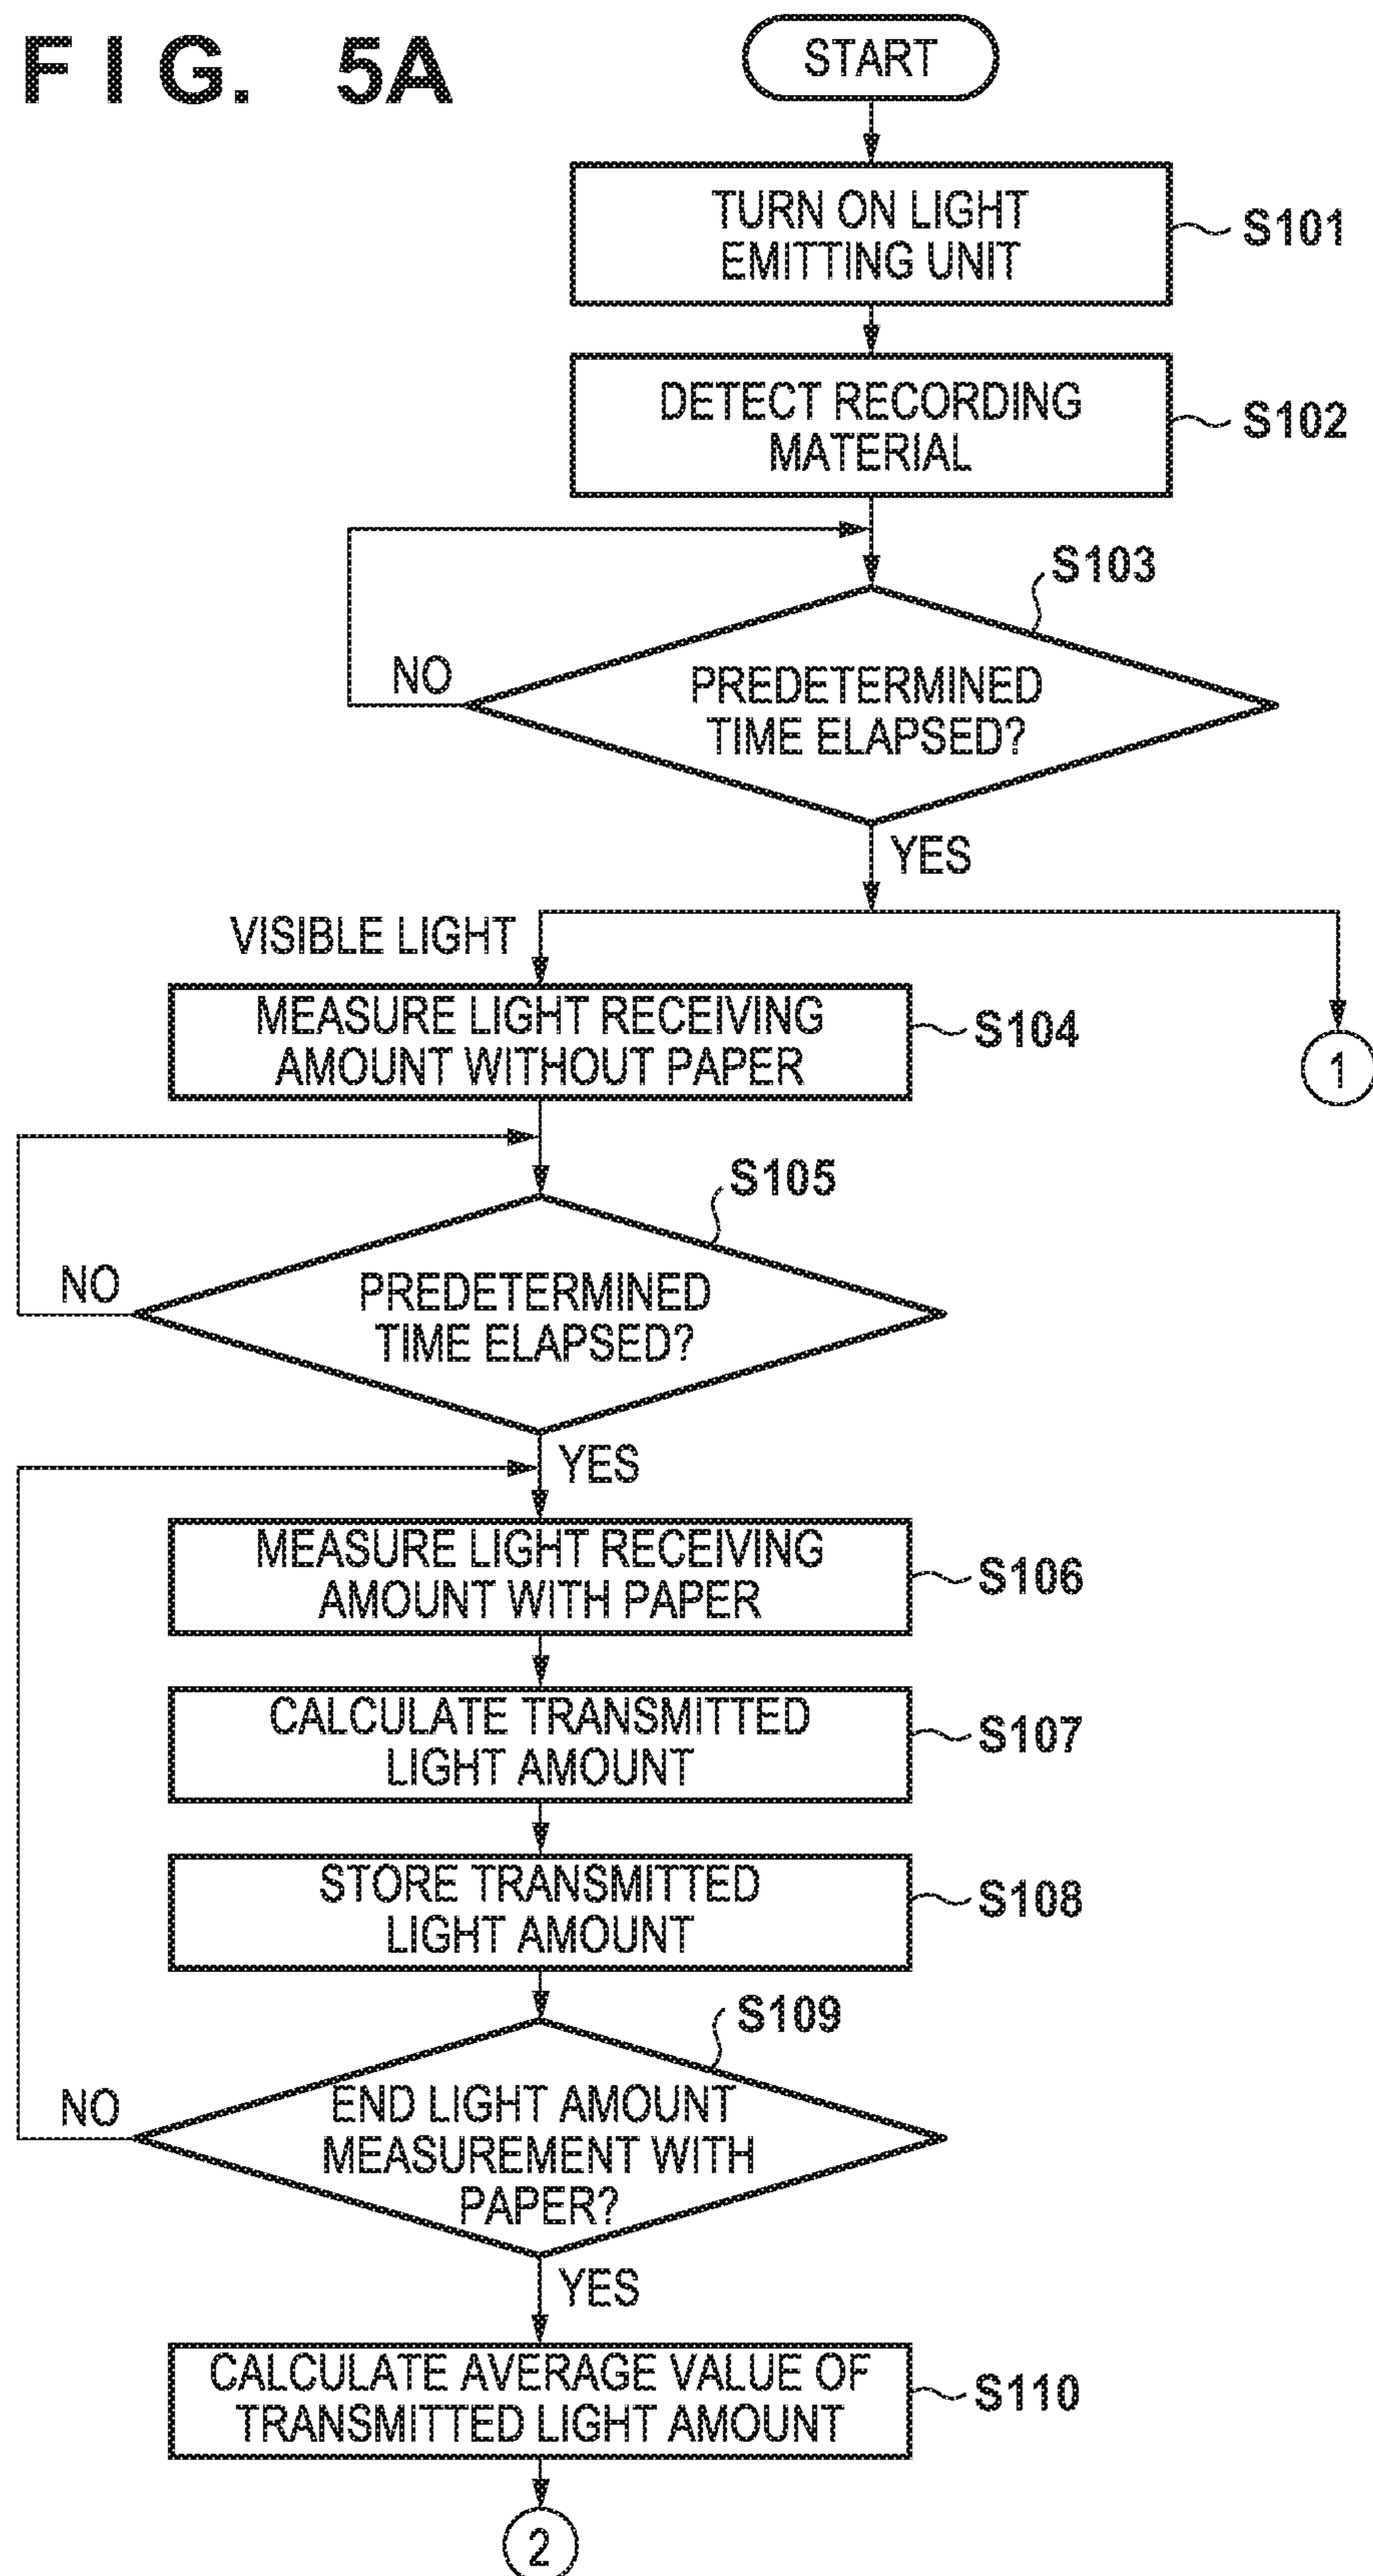 FIG. 5A
START
TURN ON LIGHT
EMITTING UNIT
S101
DETECT RECORDING
MATERIAL
S102
S103
NO
PREDETERMINED
TIME ELAPSED?
YES
VISIBLE LIGHT
MEASURE LIGHT RECEIVING
AMOUNT WITHOUT PAPER
S104
1
S105
NO
PREDETERMINED
TIME ELAPSED?
YES
MEASURE LIGHT RECEIVING
AMOUNT WITH PAPER
S106
CALCULATE TRANSMITTED
LIGHT AMOUNT
S107
STORE TRANSMITTED
LIGHT AMOUNT
S108
S109
NO
END LIGHT AMOUNT
MEASUREMENT WITH
PAPER?
YES
CALCULATE AVERAGE VALUE OF
TRANSMITTED LIGHT AMOUNT
S110
2